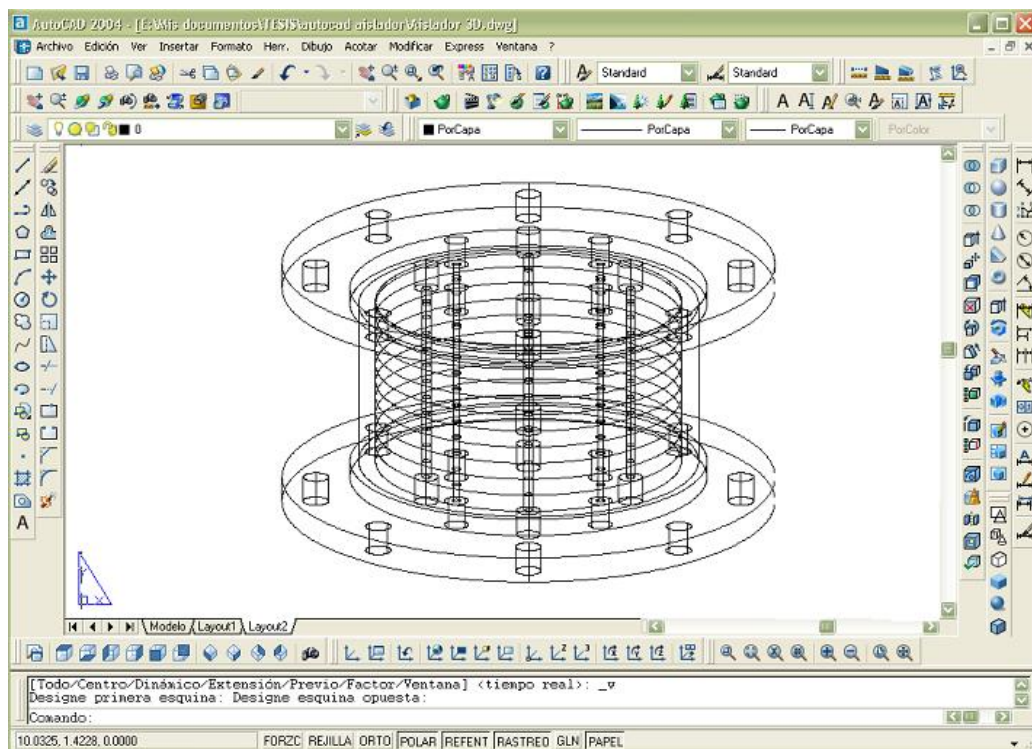 AutoCAD 2004 - [E:\Mis documentos\TESIS\autocad aislador\Aislador 3D.dwg]
Archivo Edición Ver Insertar Formato Herr. Dibujo Acotar Modificar Express Ventana ?
Standard Standard
0 PorCapa PorCapa PorCapa PorColor
Modelo Layout1 Layout2
[Todo/Centro/Dinámico/Extensión/Previo/Factor/Ventana] <tiempo real>: _v
Designe primera esquina: Designe esquina opuesta:
Comando:
10.0325, 1.4228, 0.0000 FORZC REJILLA ORTO POLAR REFENT RASTREO GLN PAPEL